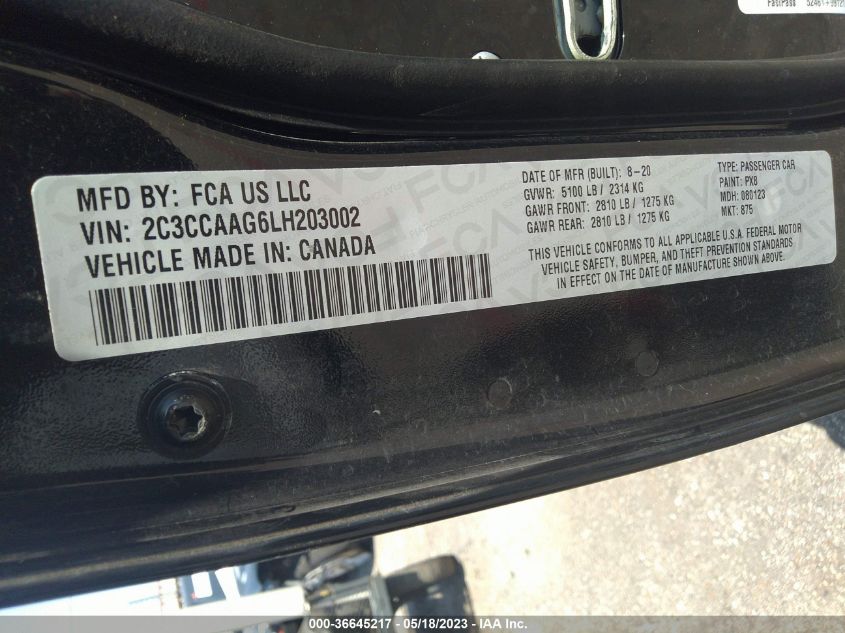 MFD BY: FCA US LLC
VIN: 2C3CCAAG6LH203002
VEHICLE MADE IN: CANADA
DATE OF MFR (BUILT): 8-20
GVWR: 5100 LB / 2314 KG
GAWR FRONT: 2810 LB / 1275 KG
GAWR REAR: 2810 LB / 1275 KG
TYPE: PASSENGER CAR
PAINT: PX8
MDH: 080123
MKT: 875
THIS VEHICLE CONFORMS TO ALL APPLICABLE U.S.A. FEDERAL MOTOR
VEHICLE SAFETY, BUMPER, AND THEFT PREVENTION STANDARDS
IN EFFECT ON THE DATE OF MANUFACTURE SHOWN ABOVE.
000-36645217 - 05/18/2023 - IAA Inc.